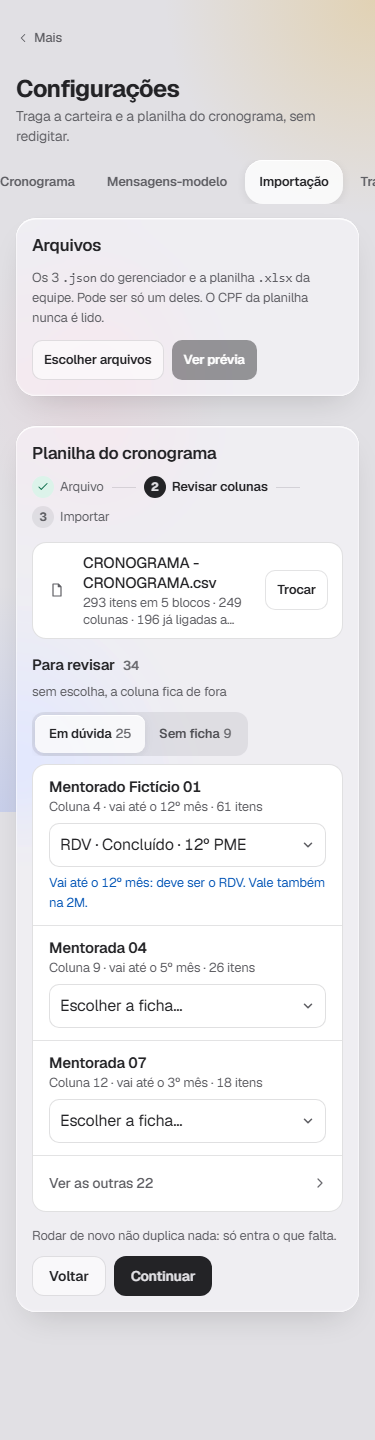 Mais
Configurações
Traga a carteira e a planilha do cronograma, sem
redigitar.
Cronograma
Mensagens-modelo
Importação
Tra
Arquivos
Os 3 .json do gerenciador e a planilha .xlsx da
equipe. Pode ser só um deles. O CPF da planilha
nunca é lido.
Escolher arquivos
Ver prévia
Planilha do cronograma
Arquivo
2 Revisar colunas
3 Importar
CRONOGRAMA -
CRONOGRAMA.csv
293 itens em 5 blocos · 249
colunas · 196 já ligadas a…
Trocar
Para revisar 34
sem escolha, a coluna fica de fora
Em dúvida 25
Sem ficha 9
Mentorado Fictício 01
Coluna 4 · vai até o 12º mês · 61 itens
RDV · Concluído · 12º PME
Vai até o 12º mês: deve ser o RDV. Vale também
na 2M.
Mentorada 04
Coluna 9 · vai até o 5º mês · 26 itens
Escolher a ficha…
Mentorada 07
Coluna 12 · vai até o 3º mês · 18 itens
Escolher a ficha…
Ver as outras 22
Rodar de novo não duplica nada: só entra o que falta.
Voltar
Continuar